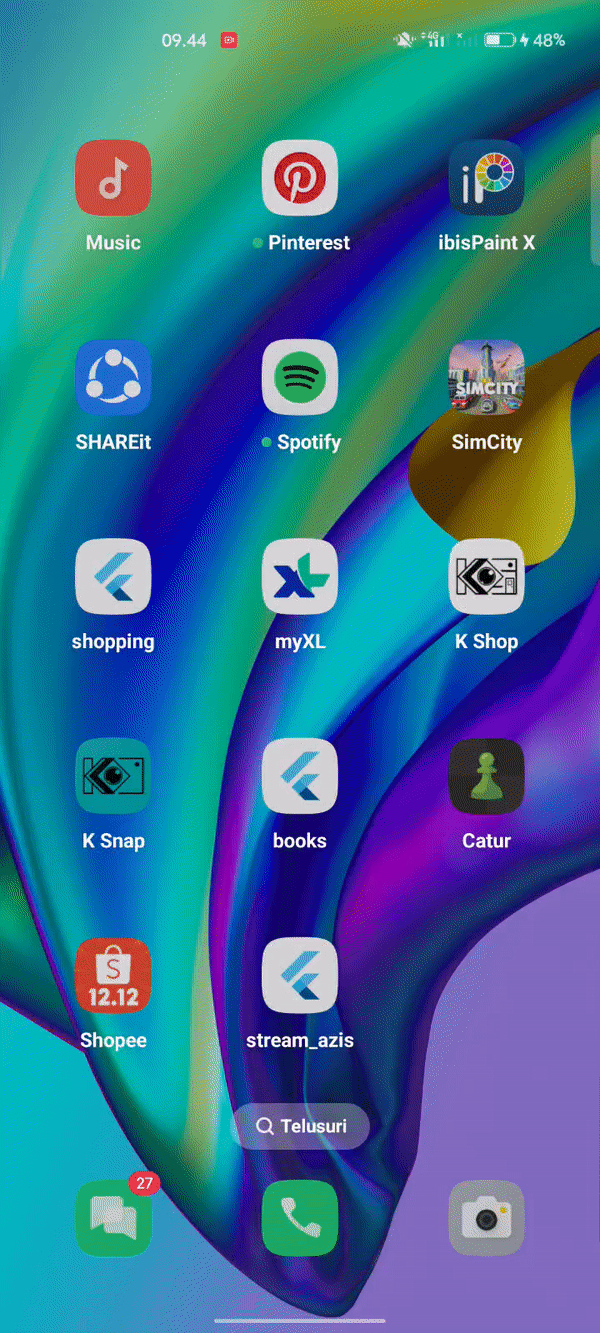 09.44 4G 48%
Music Pinterest ibisPaint X
SIMCITY
SHAREit Spotify SimCity
shopping myXL K Shop
K Snap books Catur
S
12.12
Shopee stream_azis
Telusuri
27